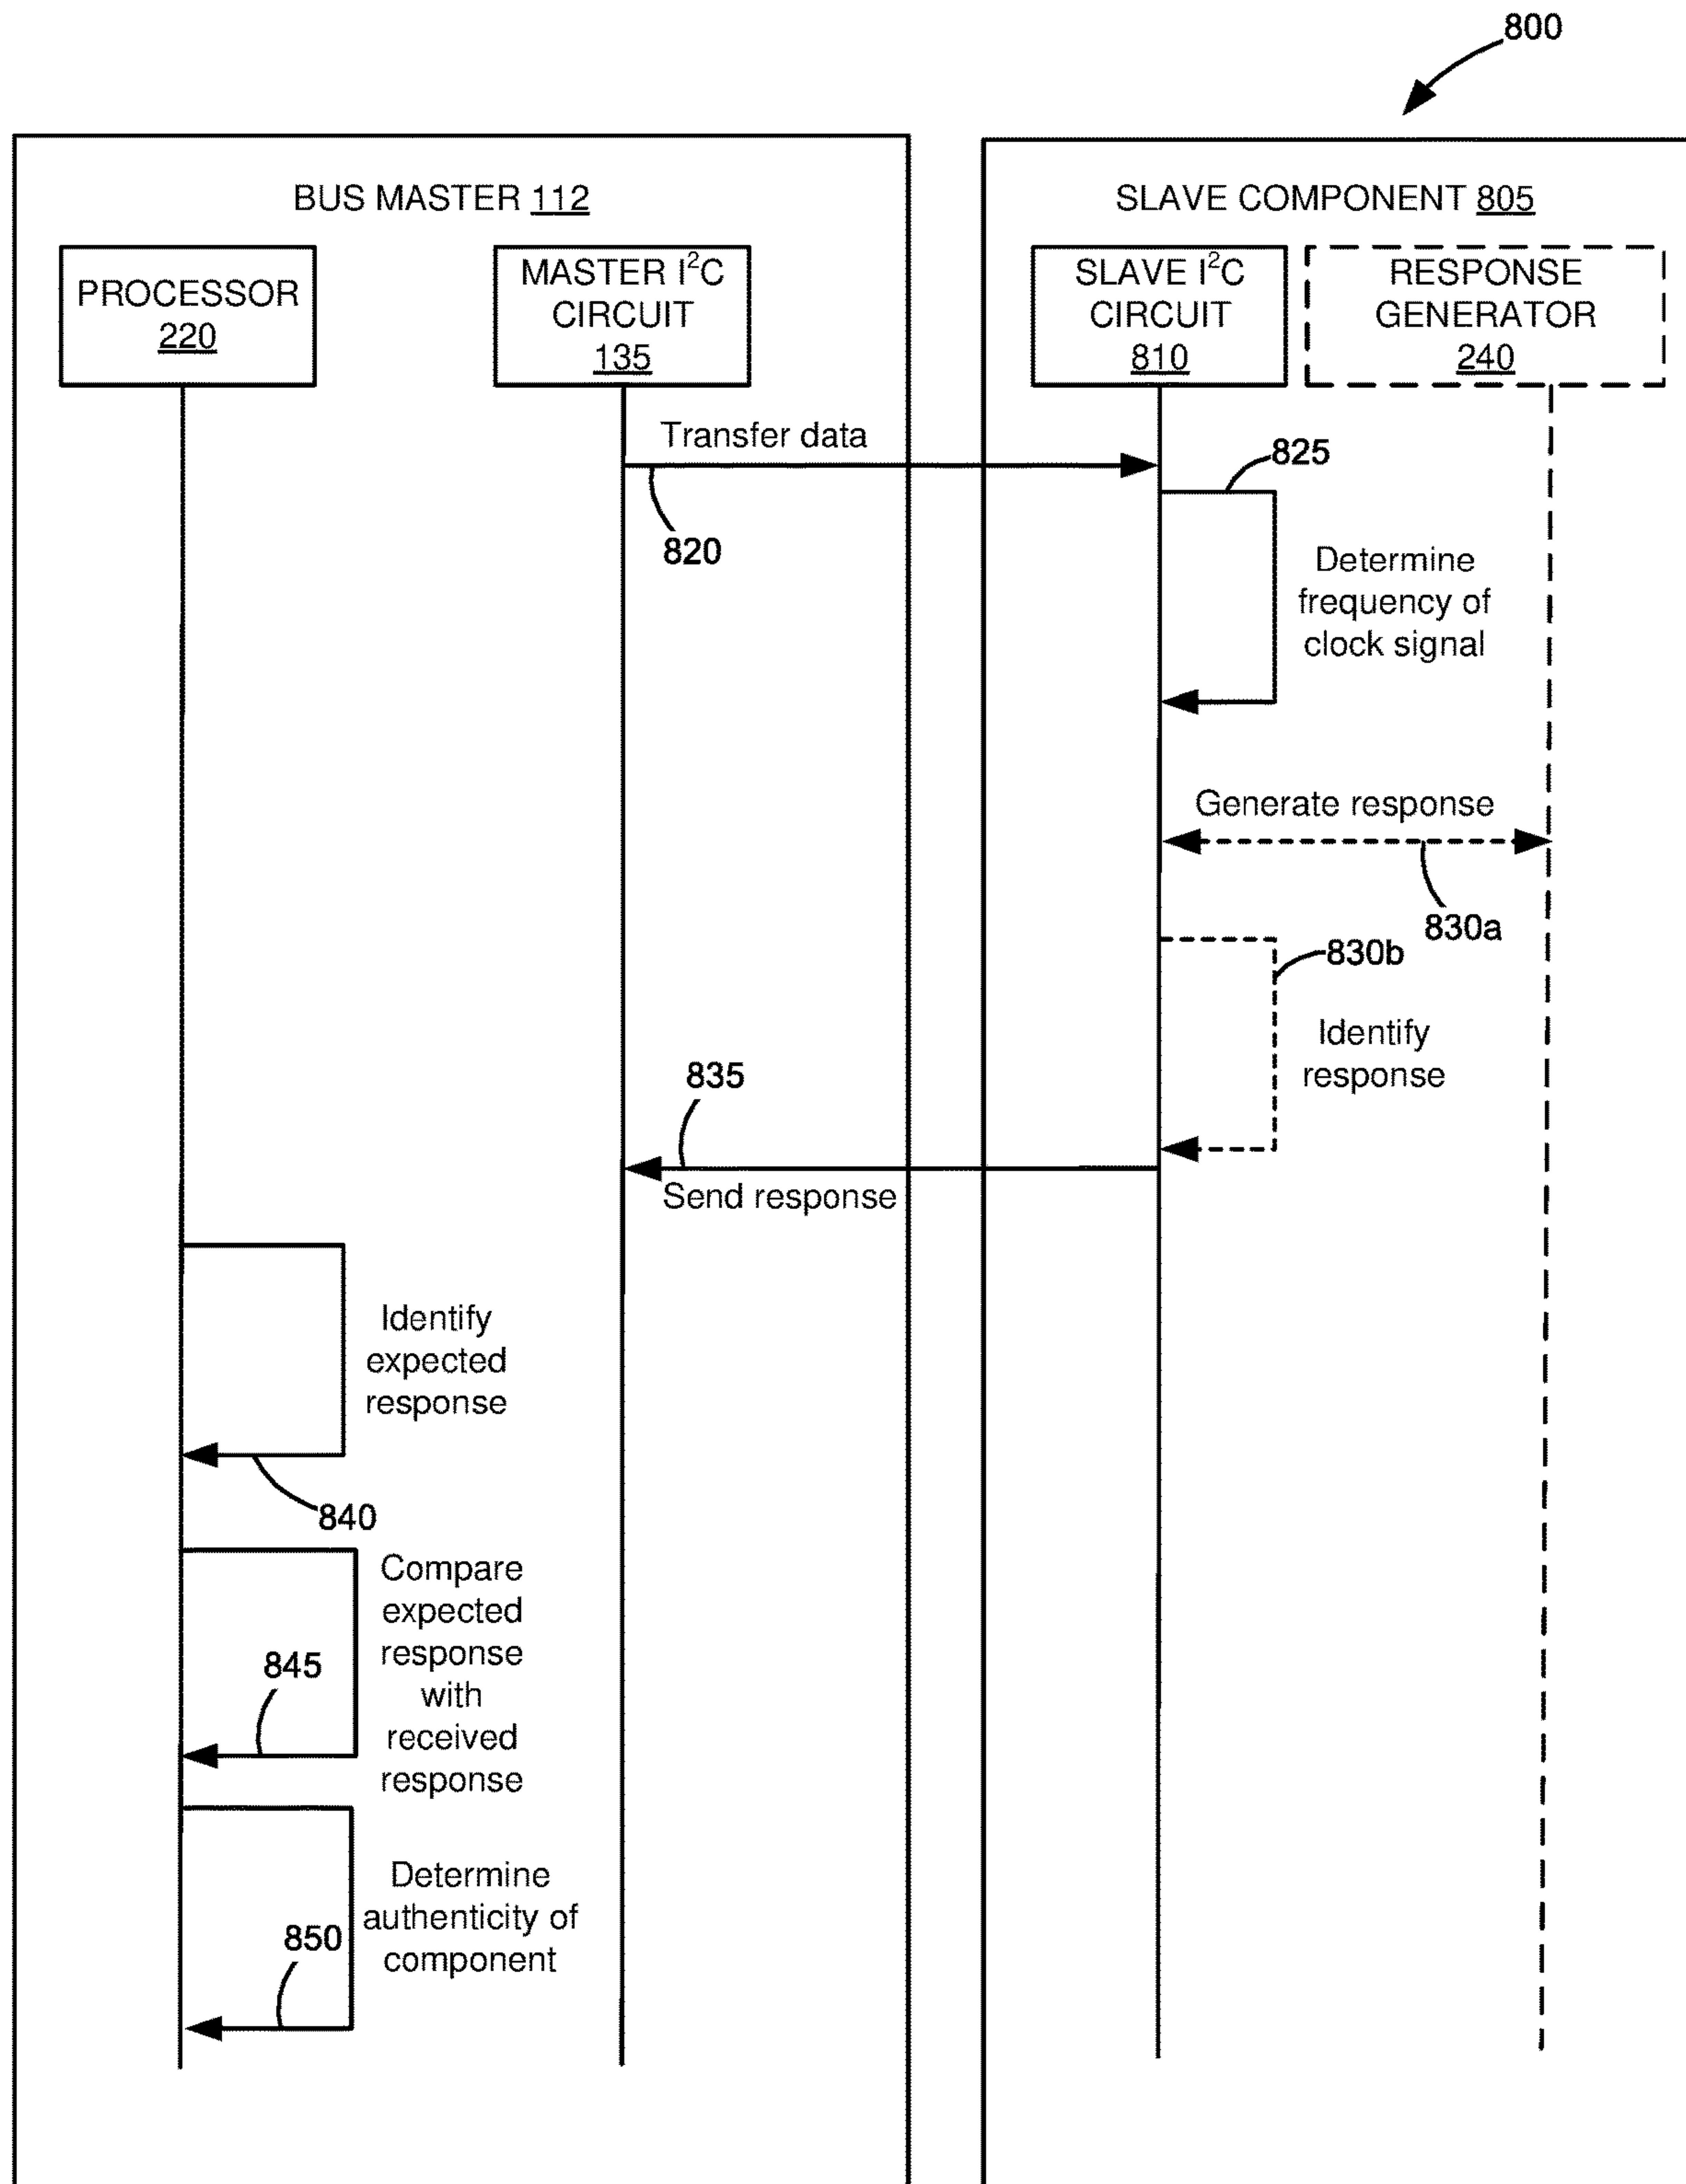 800
BUS MASTER 112
SLAVE COMPONENT 805
PROCESSOR
220
MASTER I²C
CIRCUIT
135
SLAVE I²C
CIRCUIT
810
RESPONSE
GENERATOR
240
Transfer data
820
825
Determine
frequency of
clock signal
Generate response
830a
830b
Identify
response
835
Send response
Identify
expected
response
840
Compare
expected
response
with
received
response
845
Determine
authenticity of
component
850